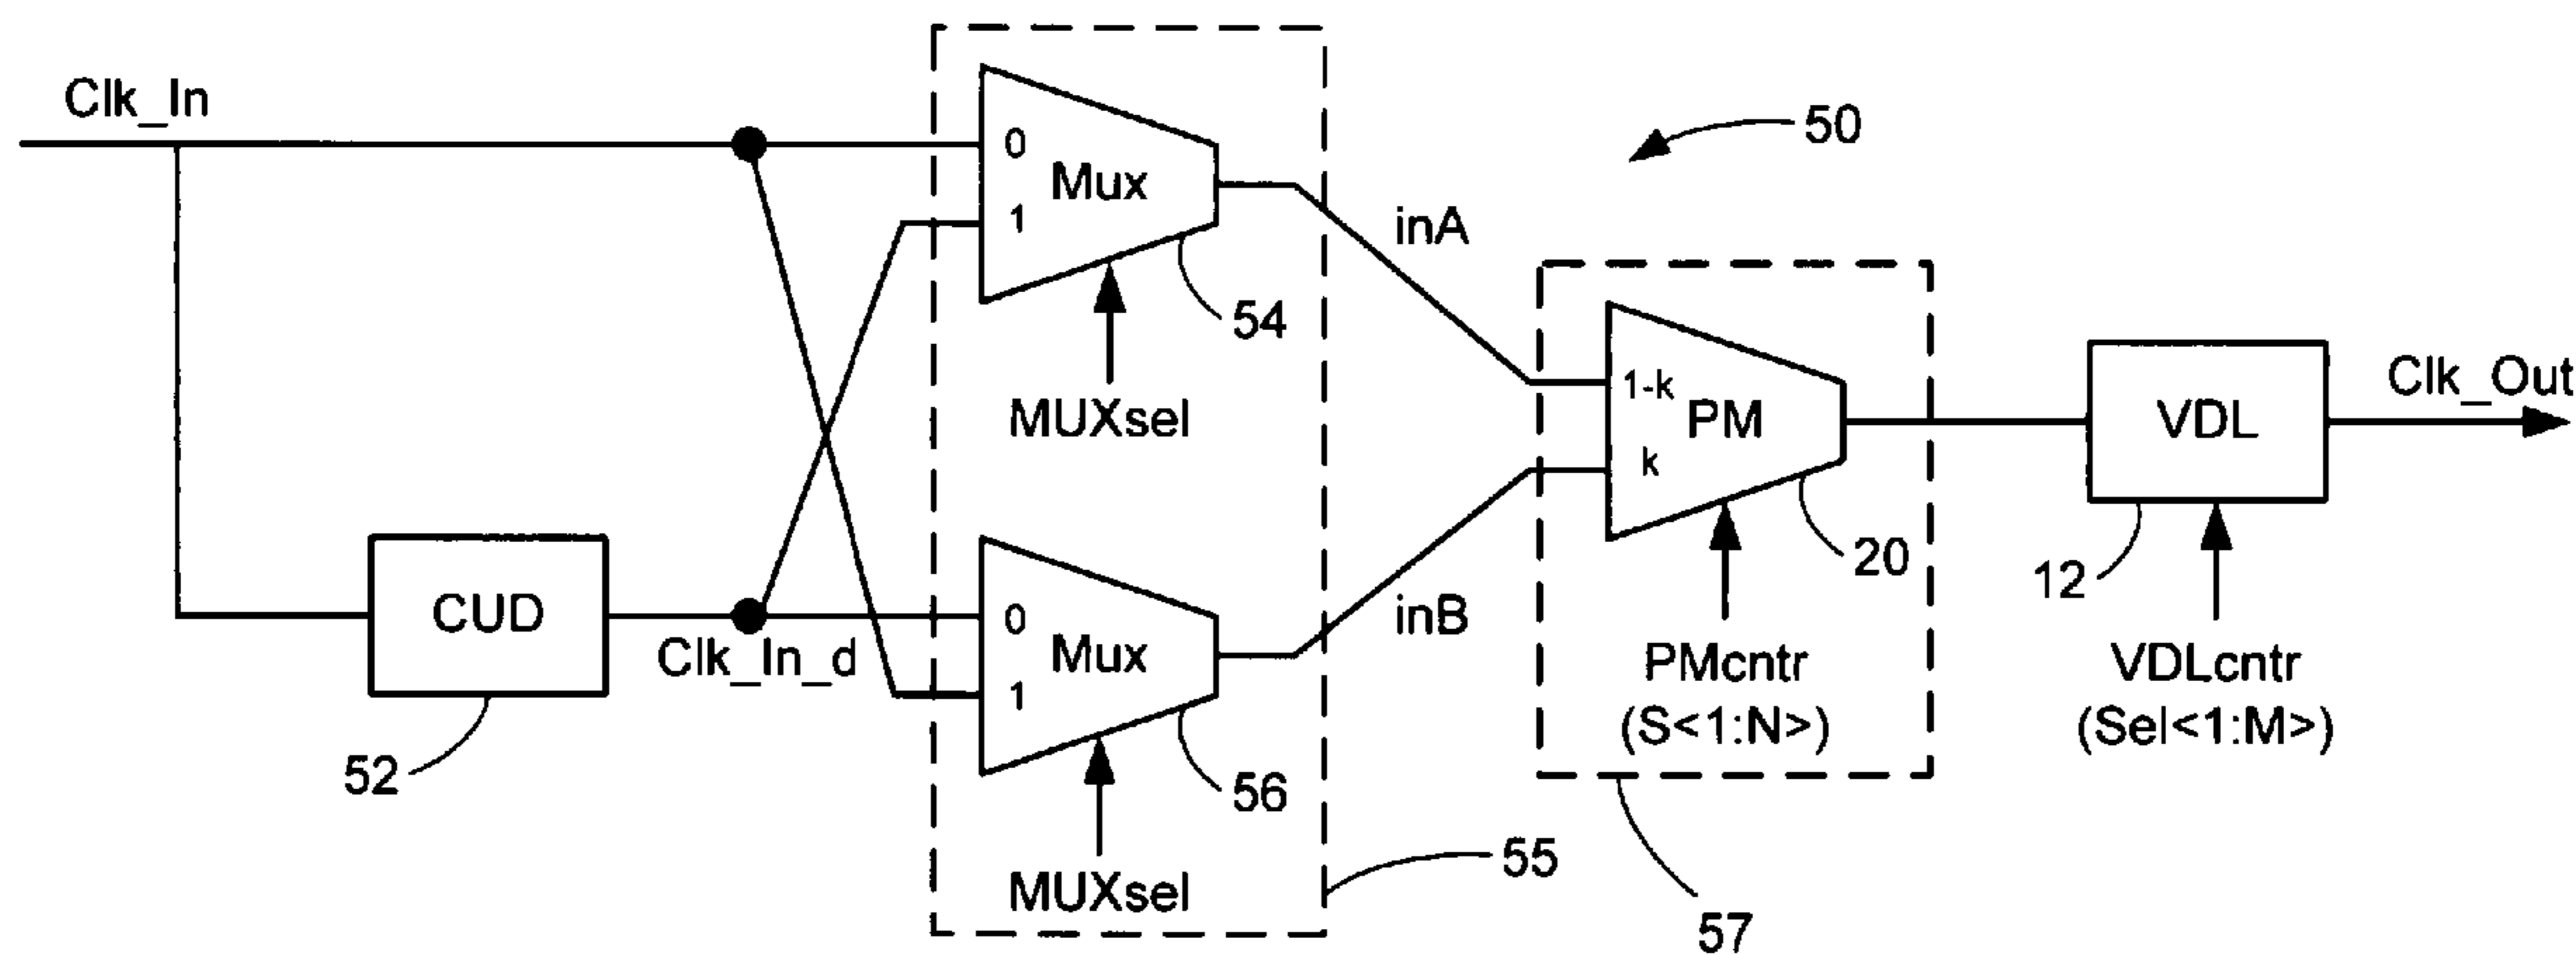 Clk_In
0
Mux
1
54
MUXsel
50
inA
1-k
PM
k
20
PMcntr
(S<1:N>)
57
VDL
12
VDLcntr
(Sel<1:M>)
Clk_Out
CUD
52
Clk_In_d
0
Mux
1
56
MUXsel
inB
55